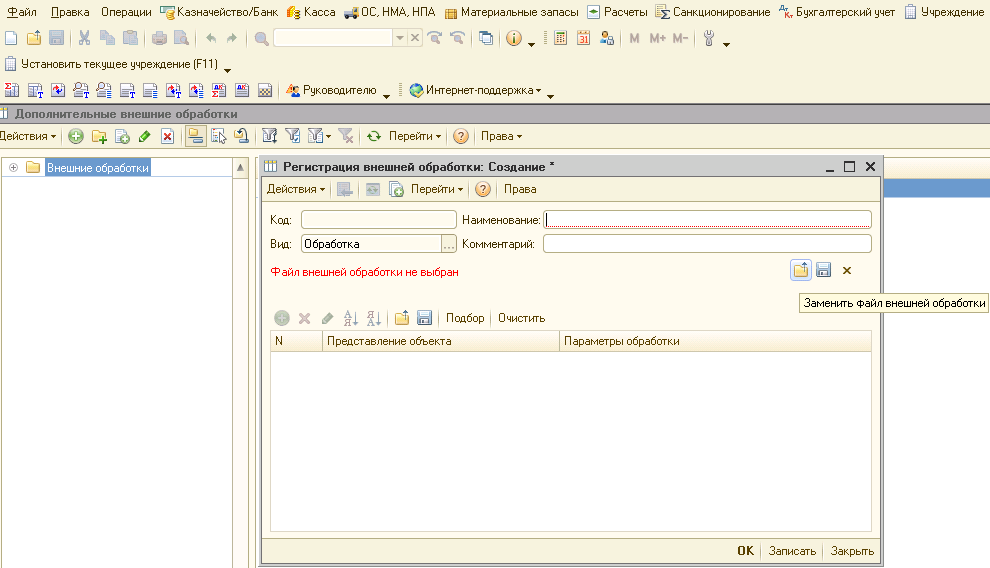 Файл Правка Операции Казначейство/Банк Касса ОС, НМА, НПА Материальные запасы Расчеты Санкционирование Бухгалтерский учет Учреждение
M M+ M-
Установить текущее учреждение (F11)
Руководителю Интернет-поддержка
Дополнительные внешние обработки
Действия Перейти Права
Внешние обработки
Регистрация внешней обработки: Создание *
Действия Перейти Права
Код: Наименование:
Вид: Обработка ... Комментарий:
Файл внешней обработки не выбран
Заменить файл внешней обработки
Подбор Очистить
N Представление объекта Параметры обработки
OK Записать Закрыть